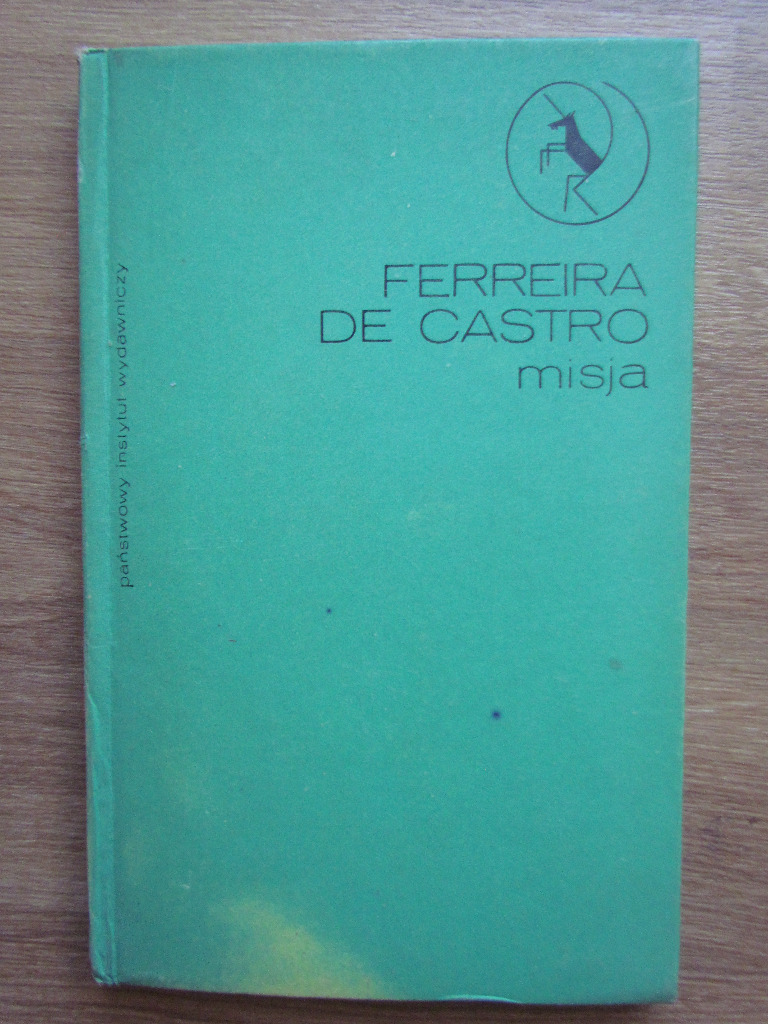 FERREIRA
DE CASTRO
misja
państwowy instytut wydawniczy